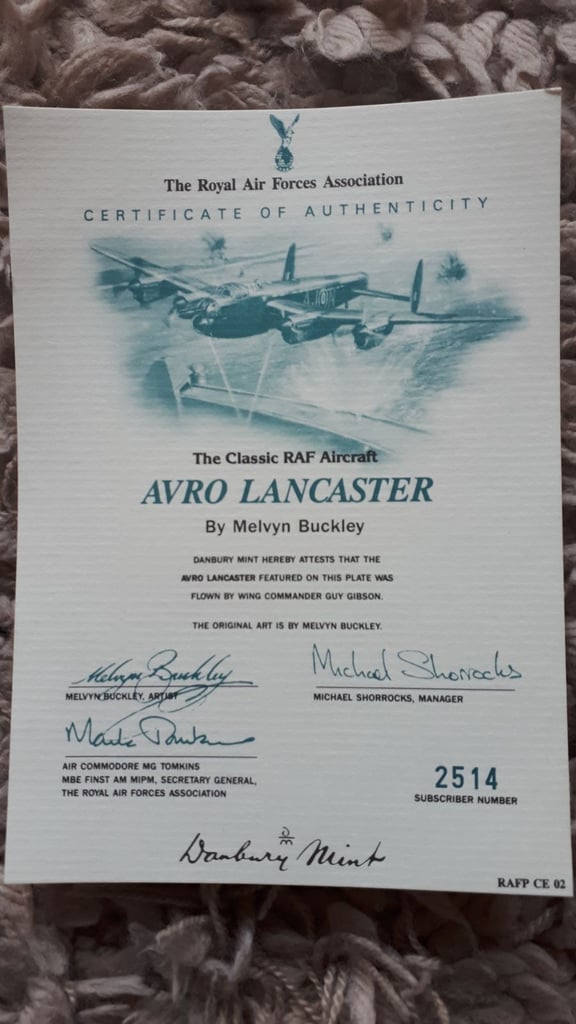 The Royal Air Forces Association
CERTIFICATE OF AUTHENTICITY
The Classic RAF Aircraft
AVRO LANCASTER
By Melvyn Buckley
DANBURY MINT HEREBY ATTESTS THAT THE
AVRO LANCASTER FEATURED ON THIS PLATE WAS
FLOWN BY WING COMMANDER GUY GIBSON.
THE ORIGINAL ART IS BY MELVYN BUCKLEY.
Melvyn Buckley
MELVYN BUCKLEY, ARTIST
Michael Shorrocks
MICHAEL SHORROCKS, MANAGER
AIR COMMODORE MG TOMKINS
MBE FINST AM MIPM, SECRETARY GENERAL,
THE ROYAL AIR FORCES ASSOCIATION
2514
SUBSCRIBER NUMBER
Danbury Mint
RAFP CE 02